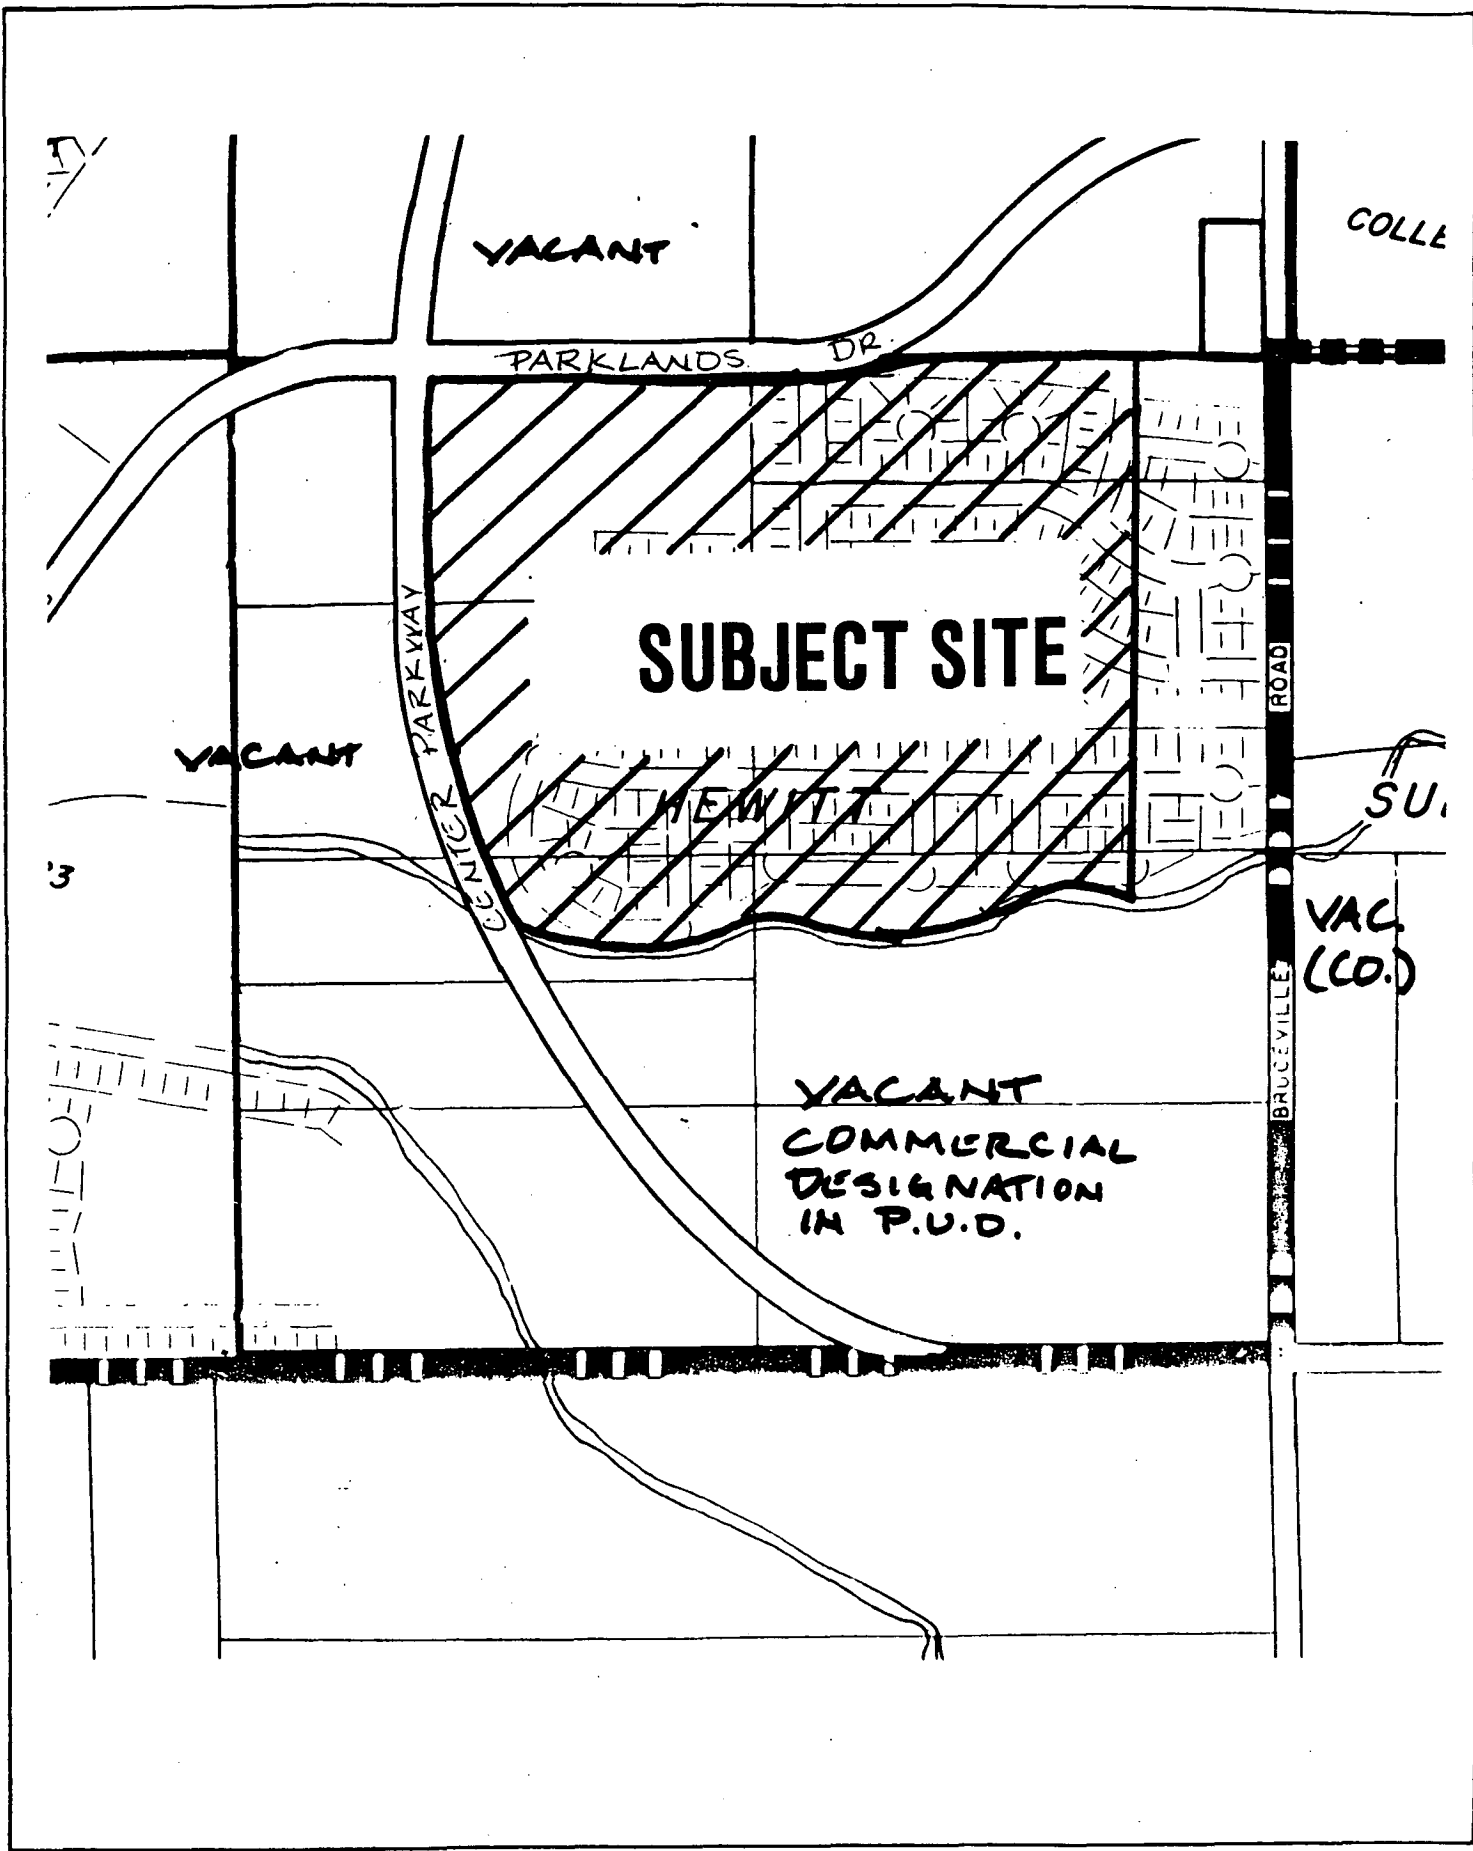 VACANT
COLLE
PARKLANDS DR.
SUBJECT SITE
PARKWAY
ROAD
VACANT
HEWITT
CENTER
SU
'3
VAC.
(CO.)
BRUCEVILLE
VACANT
COMMERCIAL
DESIGNATION
IN P.U.D.